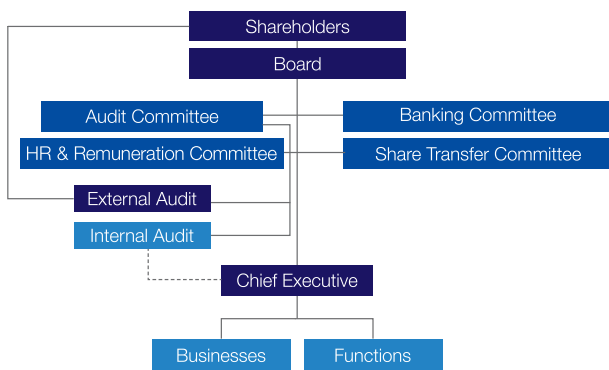 Shareholders
Board
Audit Committee
Banking Committee
HR & Remuneration Committee
Share Transfer Committee
External Audit
Internal Audit
Chief Executive
Businesses
Functions